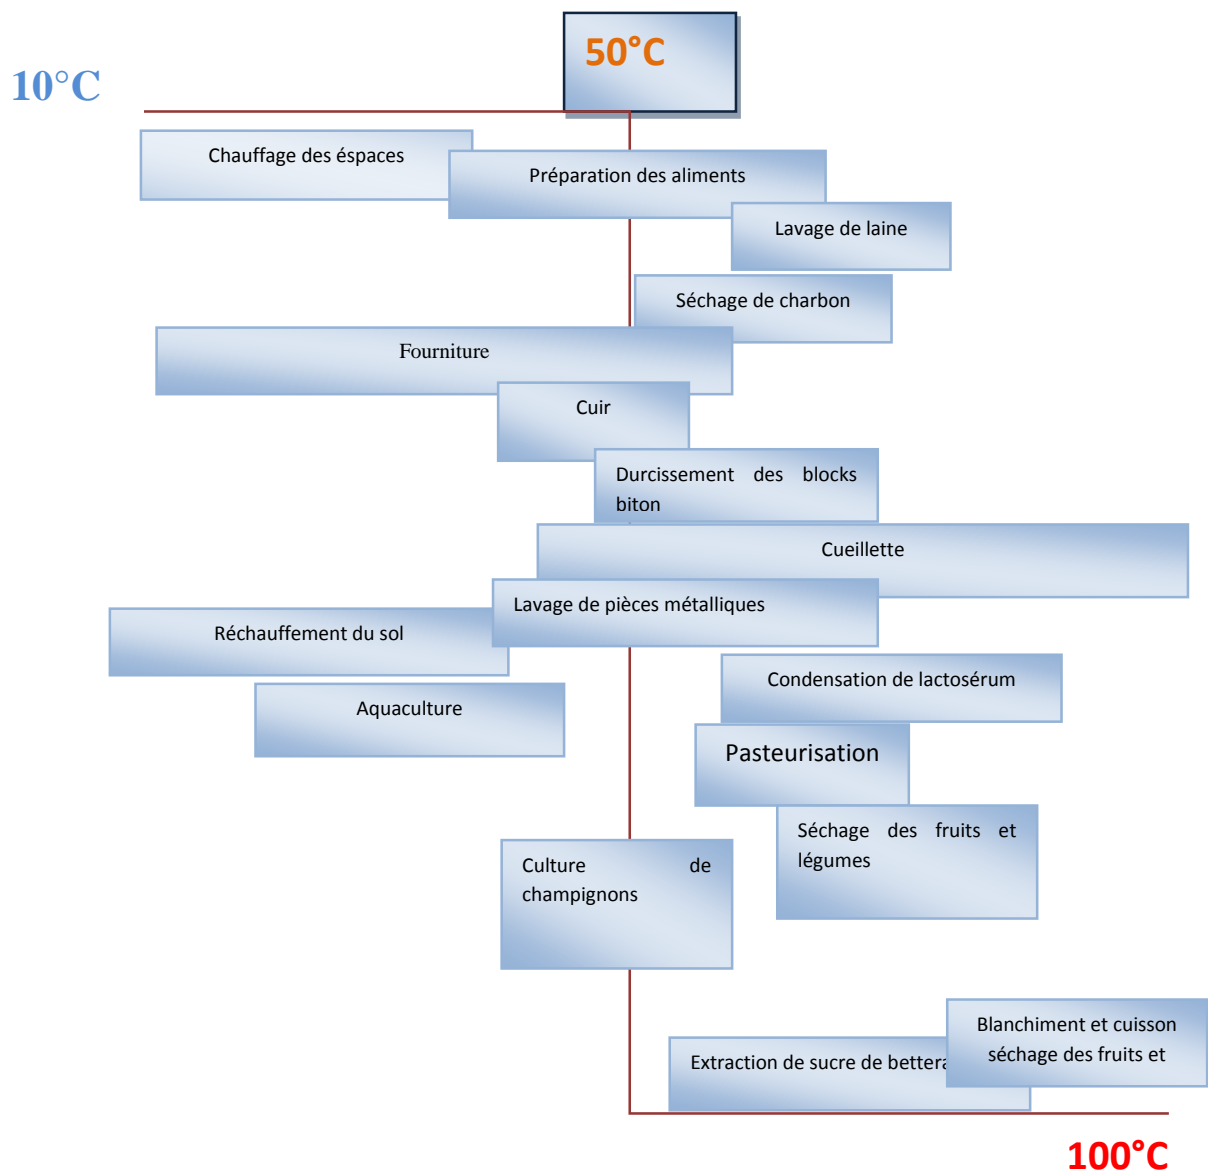 50°C
10°C
Chauffage des éspaces
Préparation des aliments
Lavage de laine
Séchage de charbon
Fourniture
Cuir
Durcissement des blocks
biton
Cueillette
Lavage de pièces métalliques
Réchauffement du sol
Condensation de lactosérum
Aquaculture
Pasteurisation
Séchage des fruits et
légumes
Culture de
champignons
Blanchiment et cuisson
séchage des fruits et
Extraction de sucre de bettera
100°C